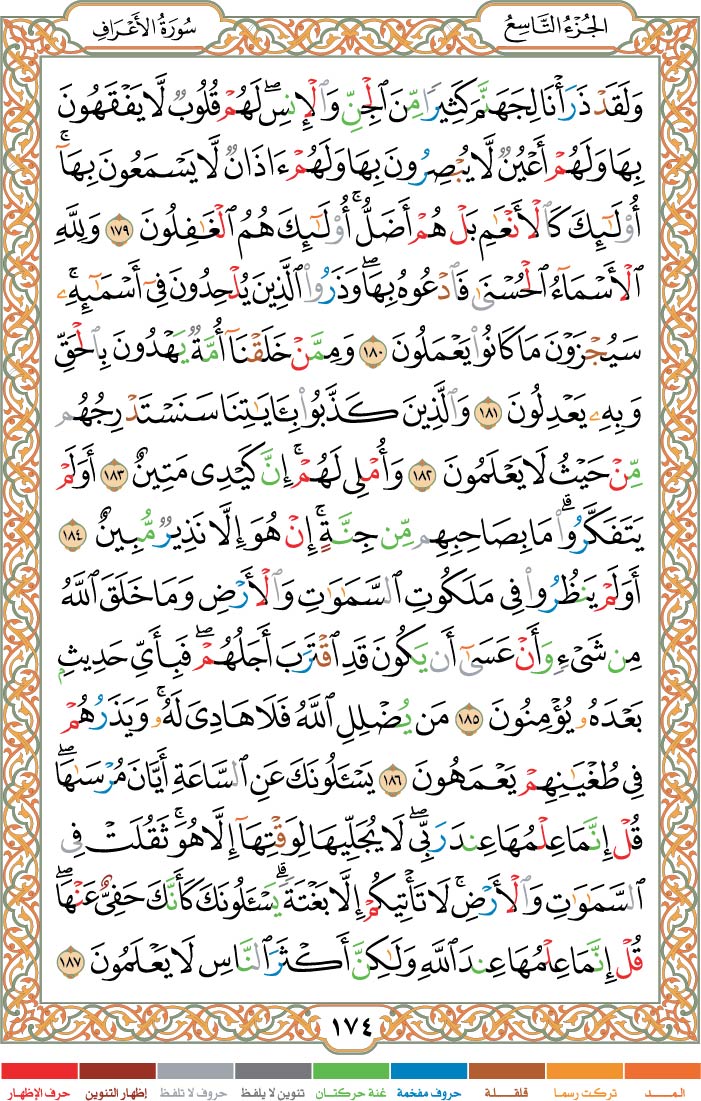 الجُزْءُ التَّاسِعُ
سُورَةُ الأَعْرَافِ
وَلَقَدْ ذَرَأْنَا لِجَهَنَّمَ كَثِيرًا مِّنَ ٱلْجِنِّ وَٱلْإِنسِ ۖ لَهُمْ قُلُوبٌ لَّا يَفْقَهُونَ
بِهَا وَلَهُمْ أَعْيُنٌ لَّا يُبْصِرُونَ بِهَا وَلَهُمْ ءَاذَانٌ لَّا يَسْمَعُونَ بِهَآ ۚ
أُو۟لَـٰٓئِكَ كَٱلْأَنْعَـٰمِ بَلْ هُمْ أَضَلُّ ۚ أُو۟لَـٰٓئِكَ هُمُ ٱلْغَـٰفِلُونَ ١٧٩ وَلِلَّهِ
ٱلْأَسْمَآءُ ٱلْحُسْنَىٰ فَٱدْعُوهُ بِهَا ۖ وَذَرُوا۟ ٱلَّذِينَ يُلْحِدُونَ فِىٓ أَسْمَـٰٓئِهِۦ ۚ
سَيُجْزَوْنَ مَا كَانُوا۟ يَعْمَلُونَ ١٨٠ وَمِمَّنْ خَلَقْنَآ أُمَّةٌ يَهْدُونَ بِٱلْحَقِّ
وَبِهِۦ يَعْدِلُونَ ١٨١ وَٱلَّذِينَ كَذَّبُوا۟ بِـَٔايَـٰتِنَا سَنَسْتَدْرِجُهُم
مِّنْ حَيْثُ لَا يَعْلَمُونَ ١٨٢ وَأُمْلِى لَهُمْ ۚ إِنَّ كَيْدِى مَتِينٌ ١٨٣ أَوَلَمْ
يَتَفَكَّرُوا۟ ۗ مَا بِصَاحِبِهِم مِّن جِنَّةٍ ۚ إِنْ هُوَ إِلَّا نَذِيرٌ مُّبِينٌ ١٨٤
أَوَلَمْ يَنظُرُوا۟ فِى مَلَكُوتِ ٱلسَّمَـٰوَٰتِ وَٱلْأَرْضِ وَمَا خَلَقَ ٱللَّهُ
مِن شَىْءٍ وَأَنْ عَسَىٰٓ أَن يَكُونَ قَدِ ٱقْتَرَبَ أَجَلُهُمْ ۖ فَبِأَىِّ حَدِيثٍۭ
بَعْدَهُۥ يُؤْمِنُونَ ١٨٥ مَن يُضْلِلِ ٱللَّهُ فَلَا هَادِىَ لَهُۥ ۚ وَيَذَرُهُمْ
فِى طُغْيَـٰنِهِمْ يَعْمَهُونَ ١٨٦ يَسْـَٔلُونَكَ عَنِ ٱلسَّاعَةِ أَيَّانَ مُرْسَىٰهَا ۖ
قُلْ إِنَّمَا عِلْمُهَا عِندَ رَبِّى ۖ لَا يُجَلِّيهَا لِوَقْتِهَآ إِلَّا هُوَ ۚ ثَقُلَتْ فِى
ٱلسَّمَـٰوَٰتِ وَٱلْأَرْضِ ۚ لَا تَأْتِيكُمْ إِلَّا بَغْتَةً ۗ يَسْـَٔلُونَكَ كَأَنَّكَ حَفِىٌّ عَنْهَا ۖ
قُلْ إِنَّمَا عِلْمُهَا عِندَ ٱللَّهِ وَلَـٰكِنَّ أَكْثَرَ ٱلنَّاسِ لَا يَعْلَمُونَ ١٨٧
١٧٤
المــد تركت رسما قلقـلة حروف مفخمة غنة حركتان تنوين لا يلفظ حروف لا تلفظ إظهار التنوين حرف الإظهار